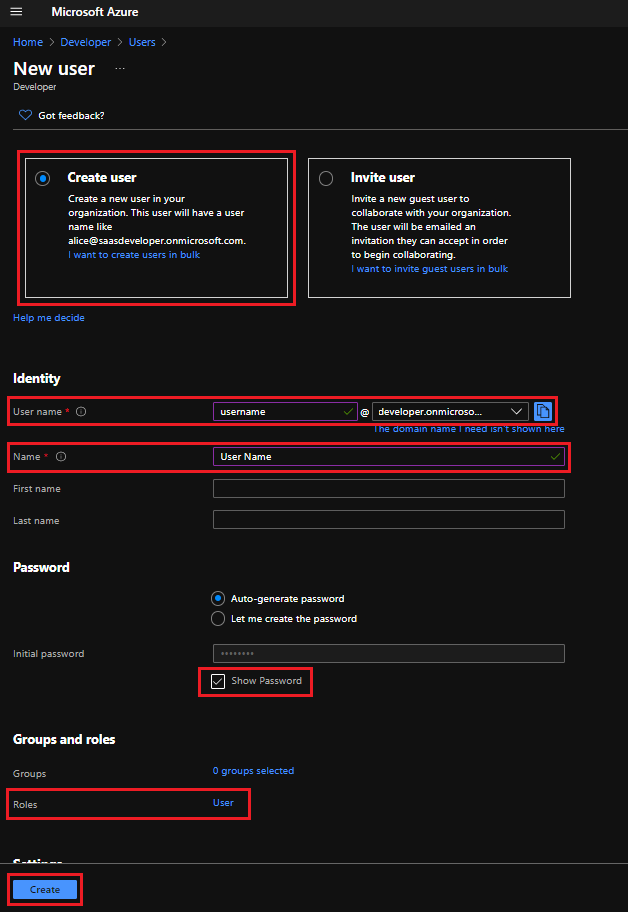 Microsoft Azure
Home > Developer > Users >
New user ...
Developer
Got feedback?
Create user
Create a new user in your
organization. This user will have a user
name like
alice@saasdeveloper.onmicrosoft.com.
I want to create users in bulk
Invite user
Invite a new guest user to
collaborate with your organization.
The user will be emailed an
invitation they can accept in order
to begin collaborating.
I want to invite guest users in bulk
Help me decide
Identity
User name * username @ developer.onmicroso...
The domain name I need isn't shown here
Name * User Name
First name
Last name
Password
Auto-generate password
Let me create the password
Initial password ••••••••
Show Password
Groups and roles
Groups 0 groups selected
Roles User
Settings
Create